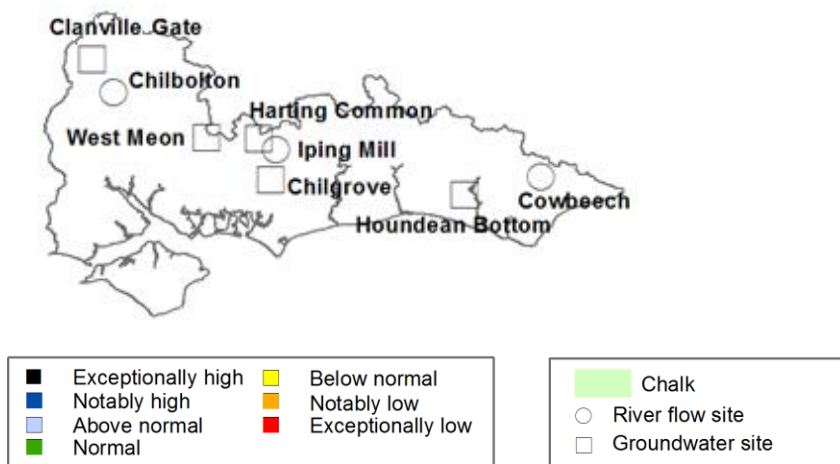 Clanville Gate
Chilbolton
Harting Common
West Meon
Iping Mill
Chilgrove
Cowbeech
Houndean Bottom
Exceptionally high
Notably high
Above normal
Normal
Below normal
Notably low
Exceptionally low
Chalk
River flow site
Groundwater site